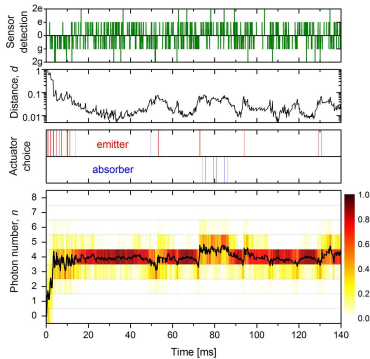 2e
e
0
g
2g
Sensor
detection
1
0.1
0.01
Distance, d
emitter
absorber
Actuator
choice
8
7
6
5
4
3
2
1
0
Photon number, n
1.0
0.8
0.6
0.4
0.2
0.0
0 20 40 60 80 100 120 140
Time [ms]